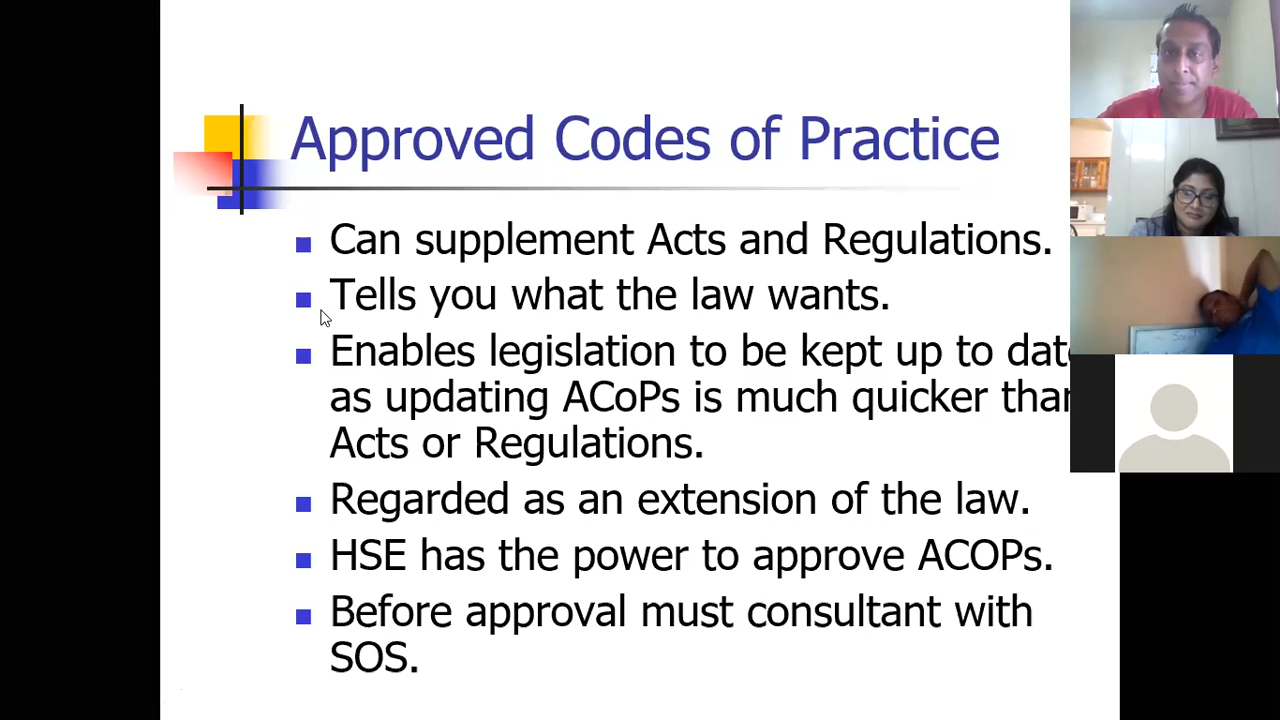 Approved Codes of Practice
Can supplement Acts and Regulations.
Tells you what the law wants.
Enables legislation to be kept up to date
as updating ACoPs is much quicker than
Acts or Regulations.
Regarded as an extension of the law.
HSE has the power to approve ACOPs.
Before approval must consultant with
SOS.